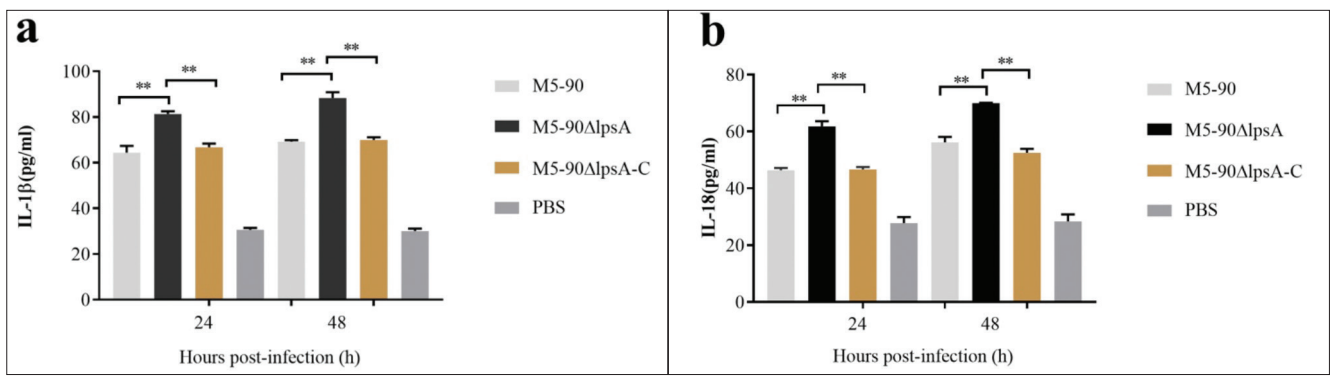 a
IL-1β(pg/ml)
100
80
60
40
20
0
** ** ** **
24 48
Hours post-infection (h)
M5-90
M5-90ΔlpsA
M5-90ΔlpsA-C
PBS
b
IL-18(pg/ml)
80
60
40
20
0
** ** ** **
24 48
Hours post-infection (h)
M5-90
M5-90ΔlpsA
M5-90ΔlpsA-C
PBS